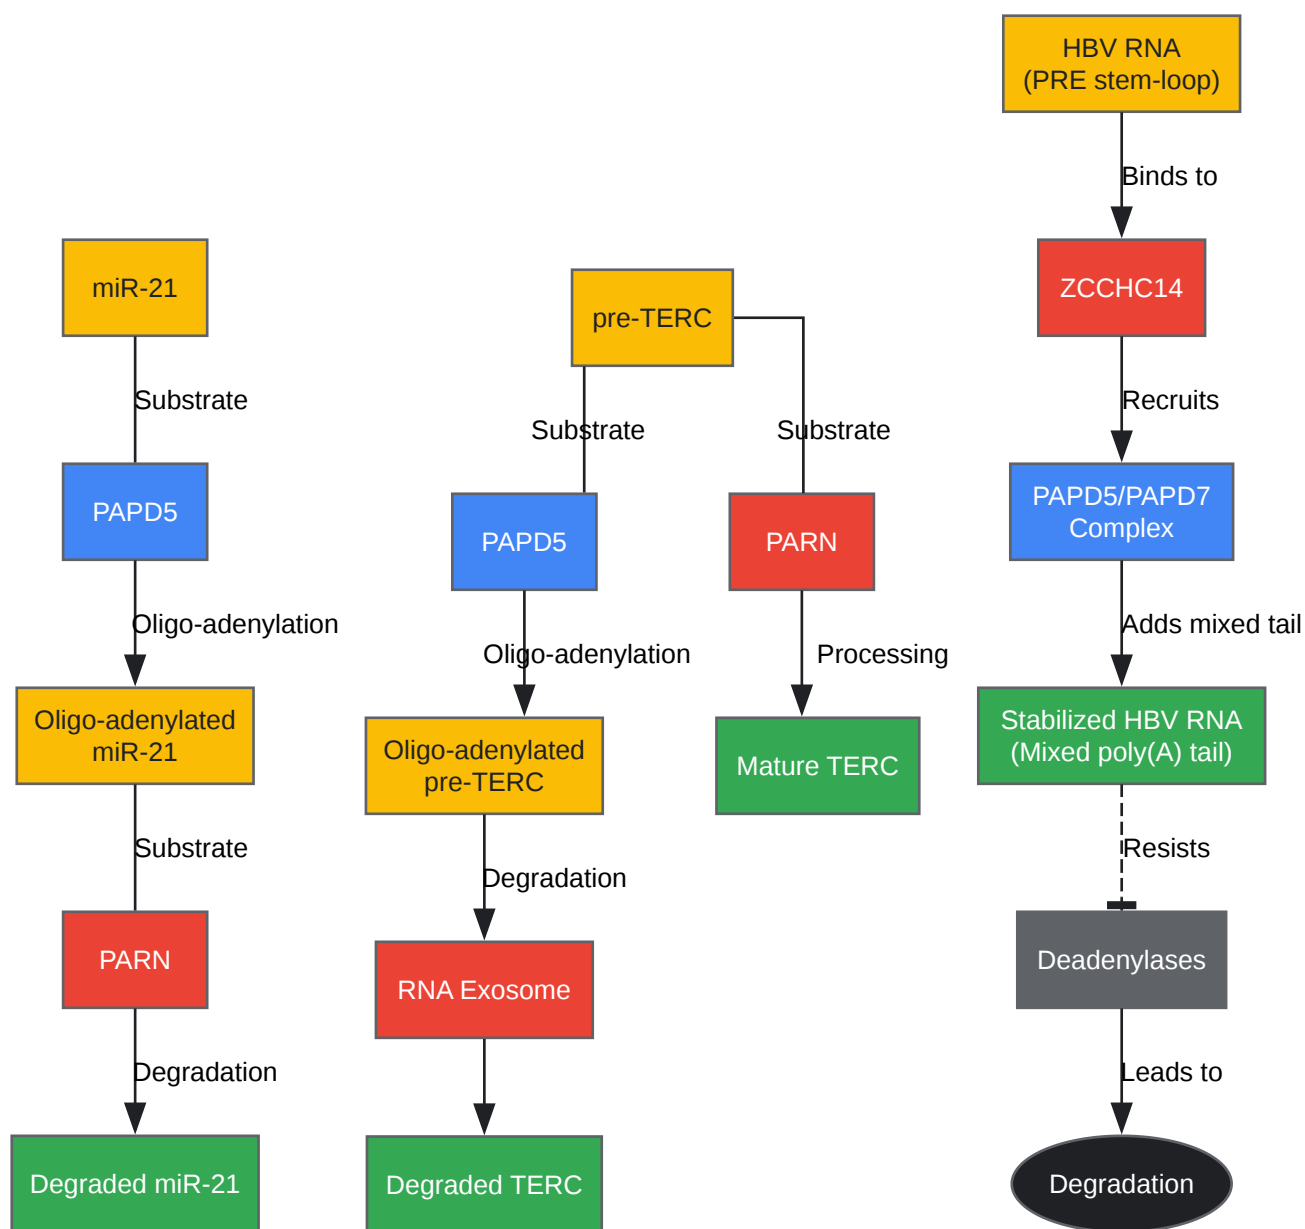 miR-21
Substrate
PAPD5
Oligo-adenylation
Oligo-adenylated
miR-21
Substrate
PARN
Degradation
Degraded miR-21
pre-TERC
Substrate
Substrate
PAPD5
PARN
Oligo-adenylation
Processing
Oligo-adenylated
pre-TERC
Mature TERC
Degradation
RNA Exosome
Degraded TERC
HBV RNA
(PRE stem-loop)
Binds to
ZCCHC14
Recruits
PAPD5/PAPD7
Complex
Adds mixed tail
Stabilized HBV RNA
(Mixed poly(A) tail)
Resists
Deadenylases
Leads to
Degradation